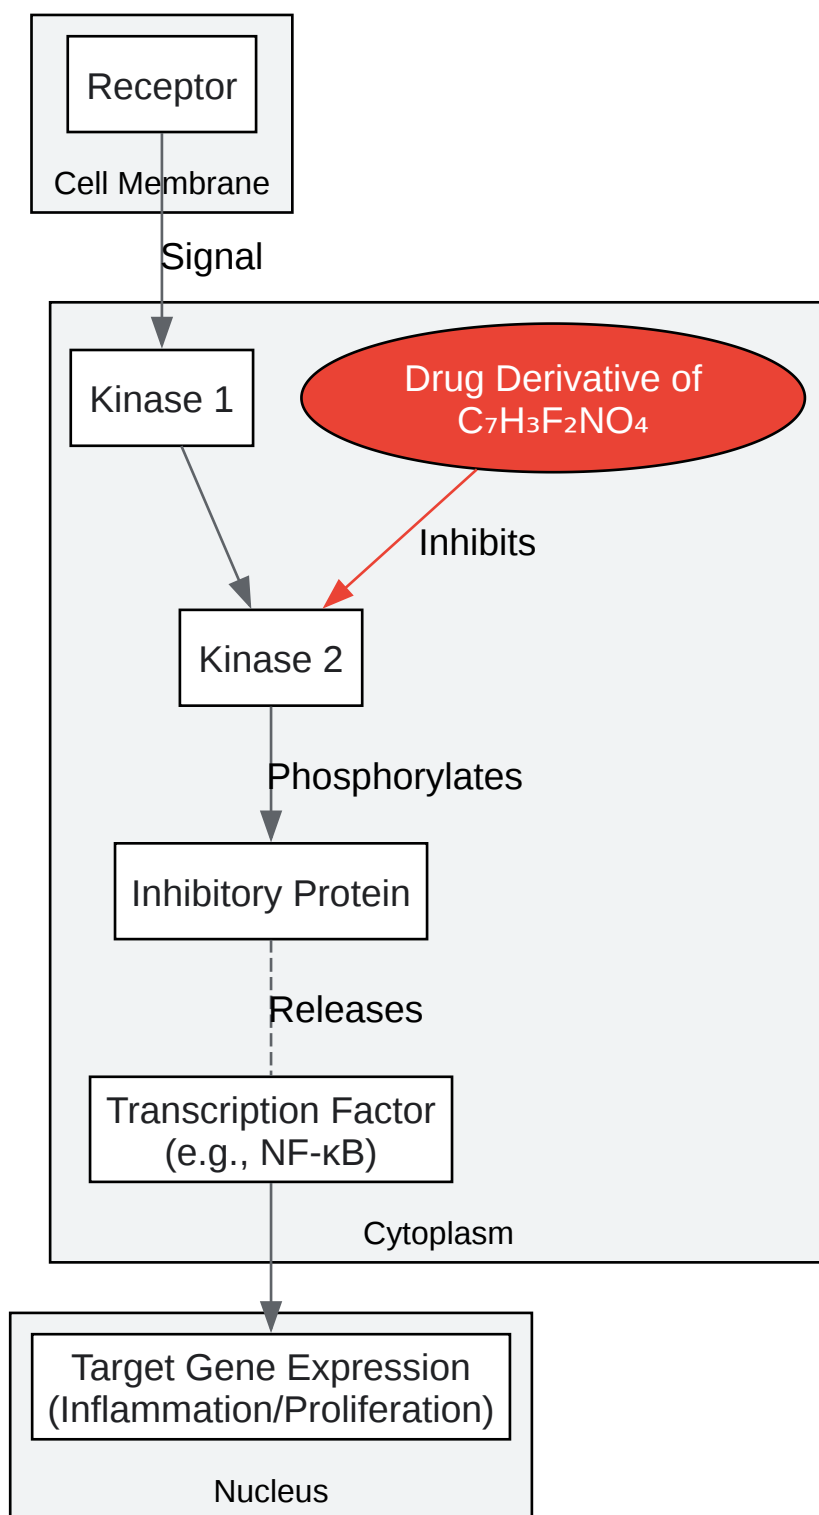 Receptor
Cell Membrane
Signal
Kinase 1
Drug Derivative of
C₇H₃F₂NO₄
Inhibits
Kinase 2
Phosphorylates
Inhibitory Protein
Releases
Transcription Factor
(e.g., NF-κB)
Cytoplasm
Target Gene Expression
(Inflammation/Proliferation)
Nucleus